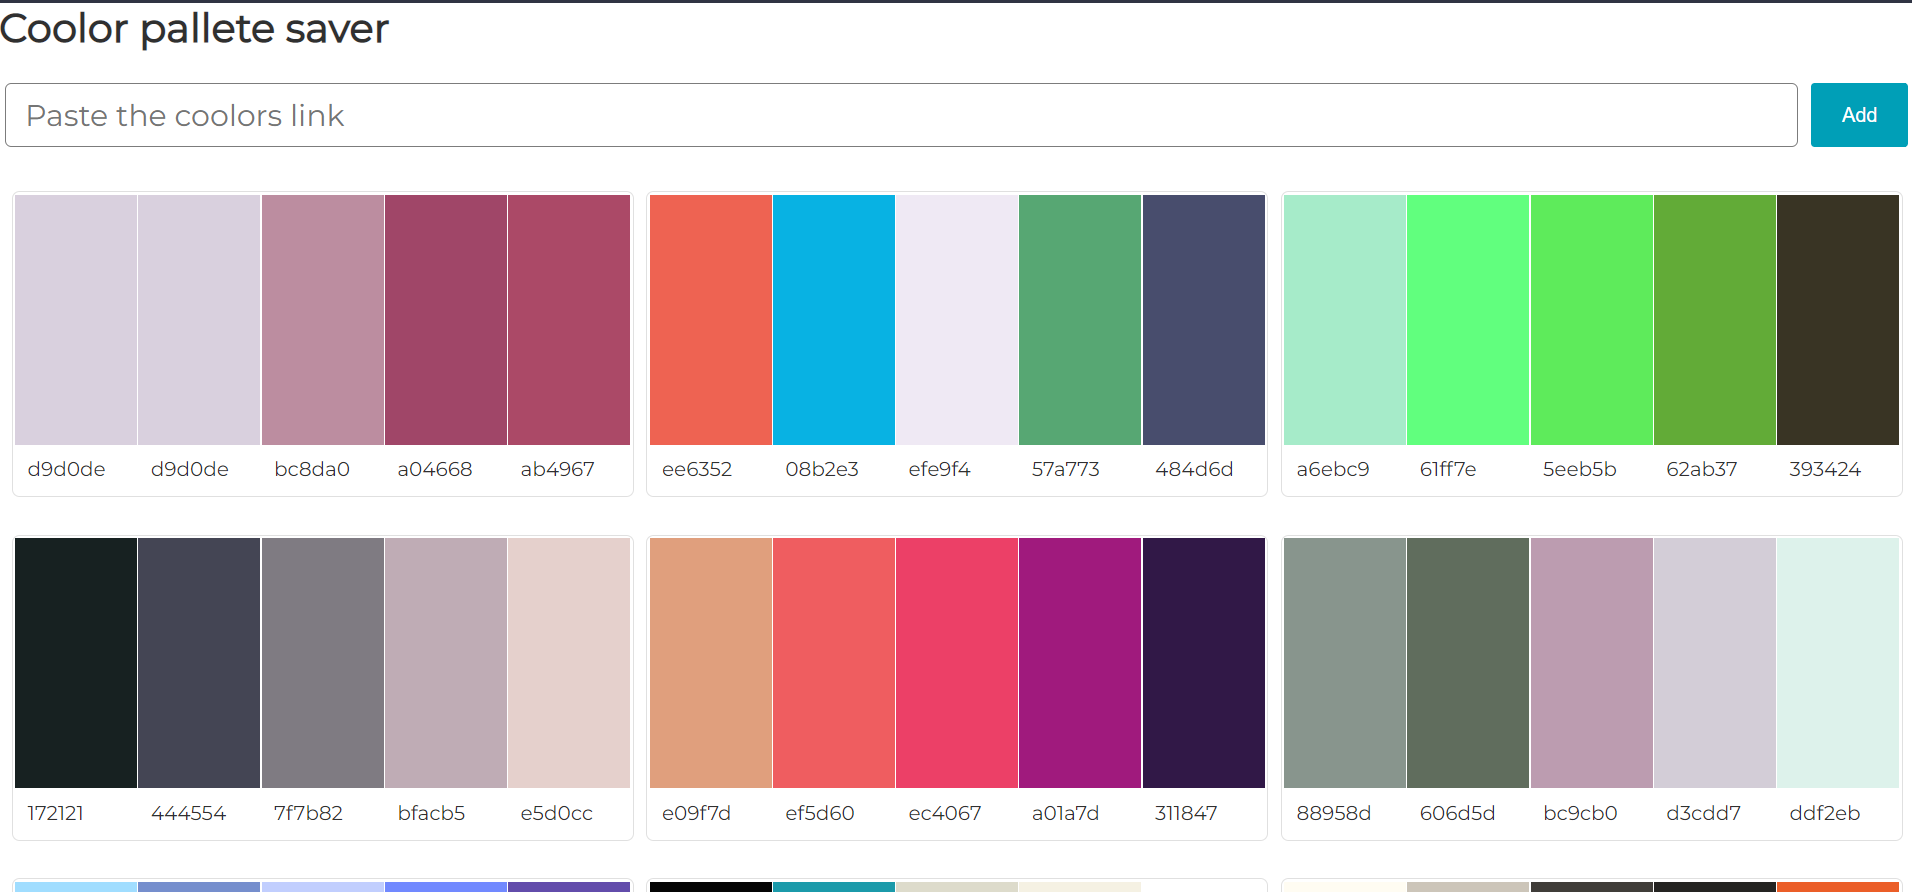 Coolor pallete saver
Paste the coolors link
Add
d9d0de d9d0de bc8da0 a04668 ab4967
ee6352 08b2e3 efe9f4 57a773 484d6d
a6ebc9 61ff7e 5eeb5b 62ab37 393424
172121 444554 7f7b82 bfacb5 e5d0cc
e09f7d ef5d60 ec4067 a01a7d 311847
88958d 606d5d bc9cb0 d3cdd7 ddf2eb